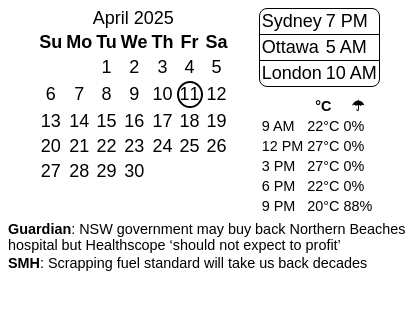 April 2025
Su Mo Tu We Th Fr Sa
1 2 3 4 5
6 7 8 9 10 11 12
13 14 15 16 17 18 19
20 21 22 23 24 25 26
27 28 29 30
Sydney 7 PM
Ottawa 5 AM
London 10 AM
°C ☂
9 AM 22°C 0%
12 PM 27°C 0%
3 PM 27°C 0%
6 PM 22°C 0%
9 PM 20°C 88%
Guardian: NSW government may buy back Northern Beaches
hospital but Healthscope ‘should not expect to profit’
SMH: Scrapping fuel standard will take us back decades